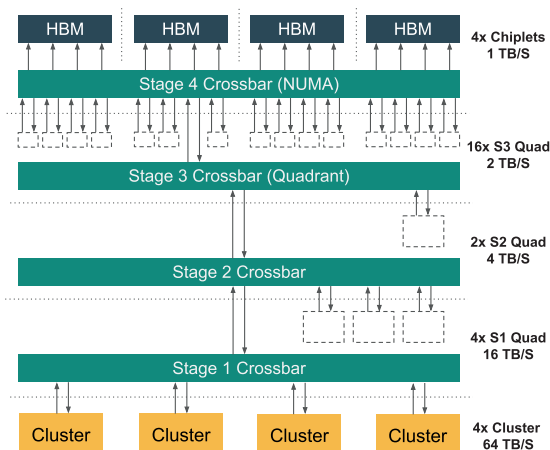 HBM HBM HBM HBM
4x Chiplets
1 TB/S
Stage 4 Crossbar (NUMA)
16x S3 Quad
2 TB/S
Stage 3 Crossbar (Quadrant)
2x S2 Quad
4 TB/S
Stage 2 Crossbar
4x S1 Quad
16 TB/S
Stage 1 Crossbar
Cluster Cluster Cluster Cluster
4x Cluster
64 TB/S